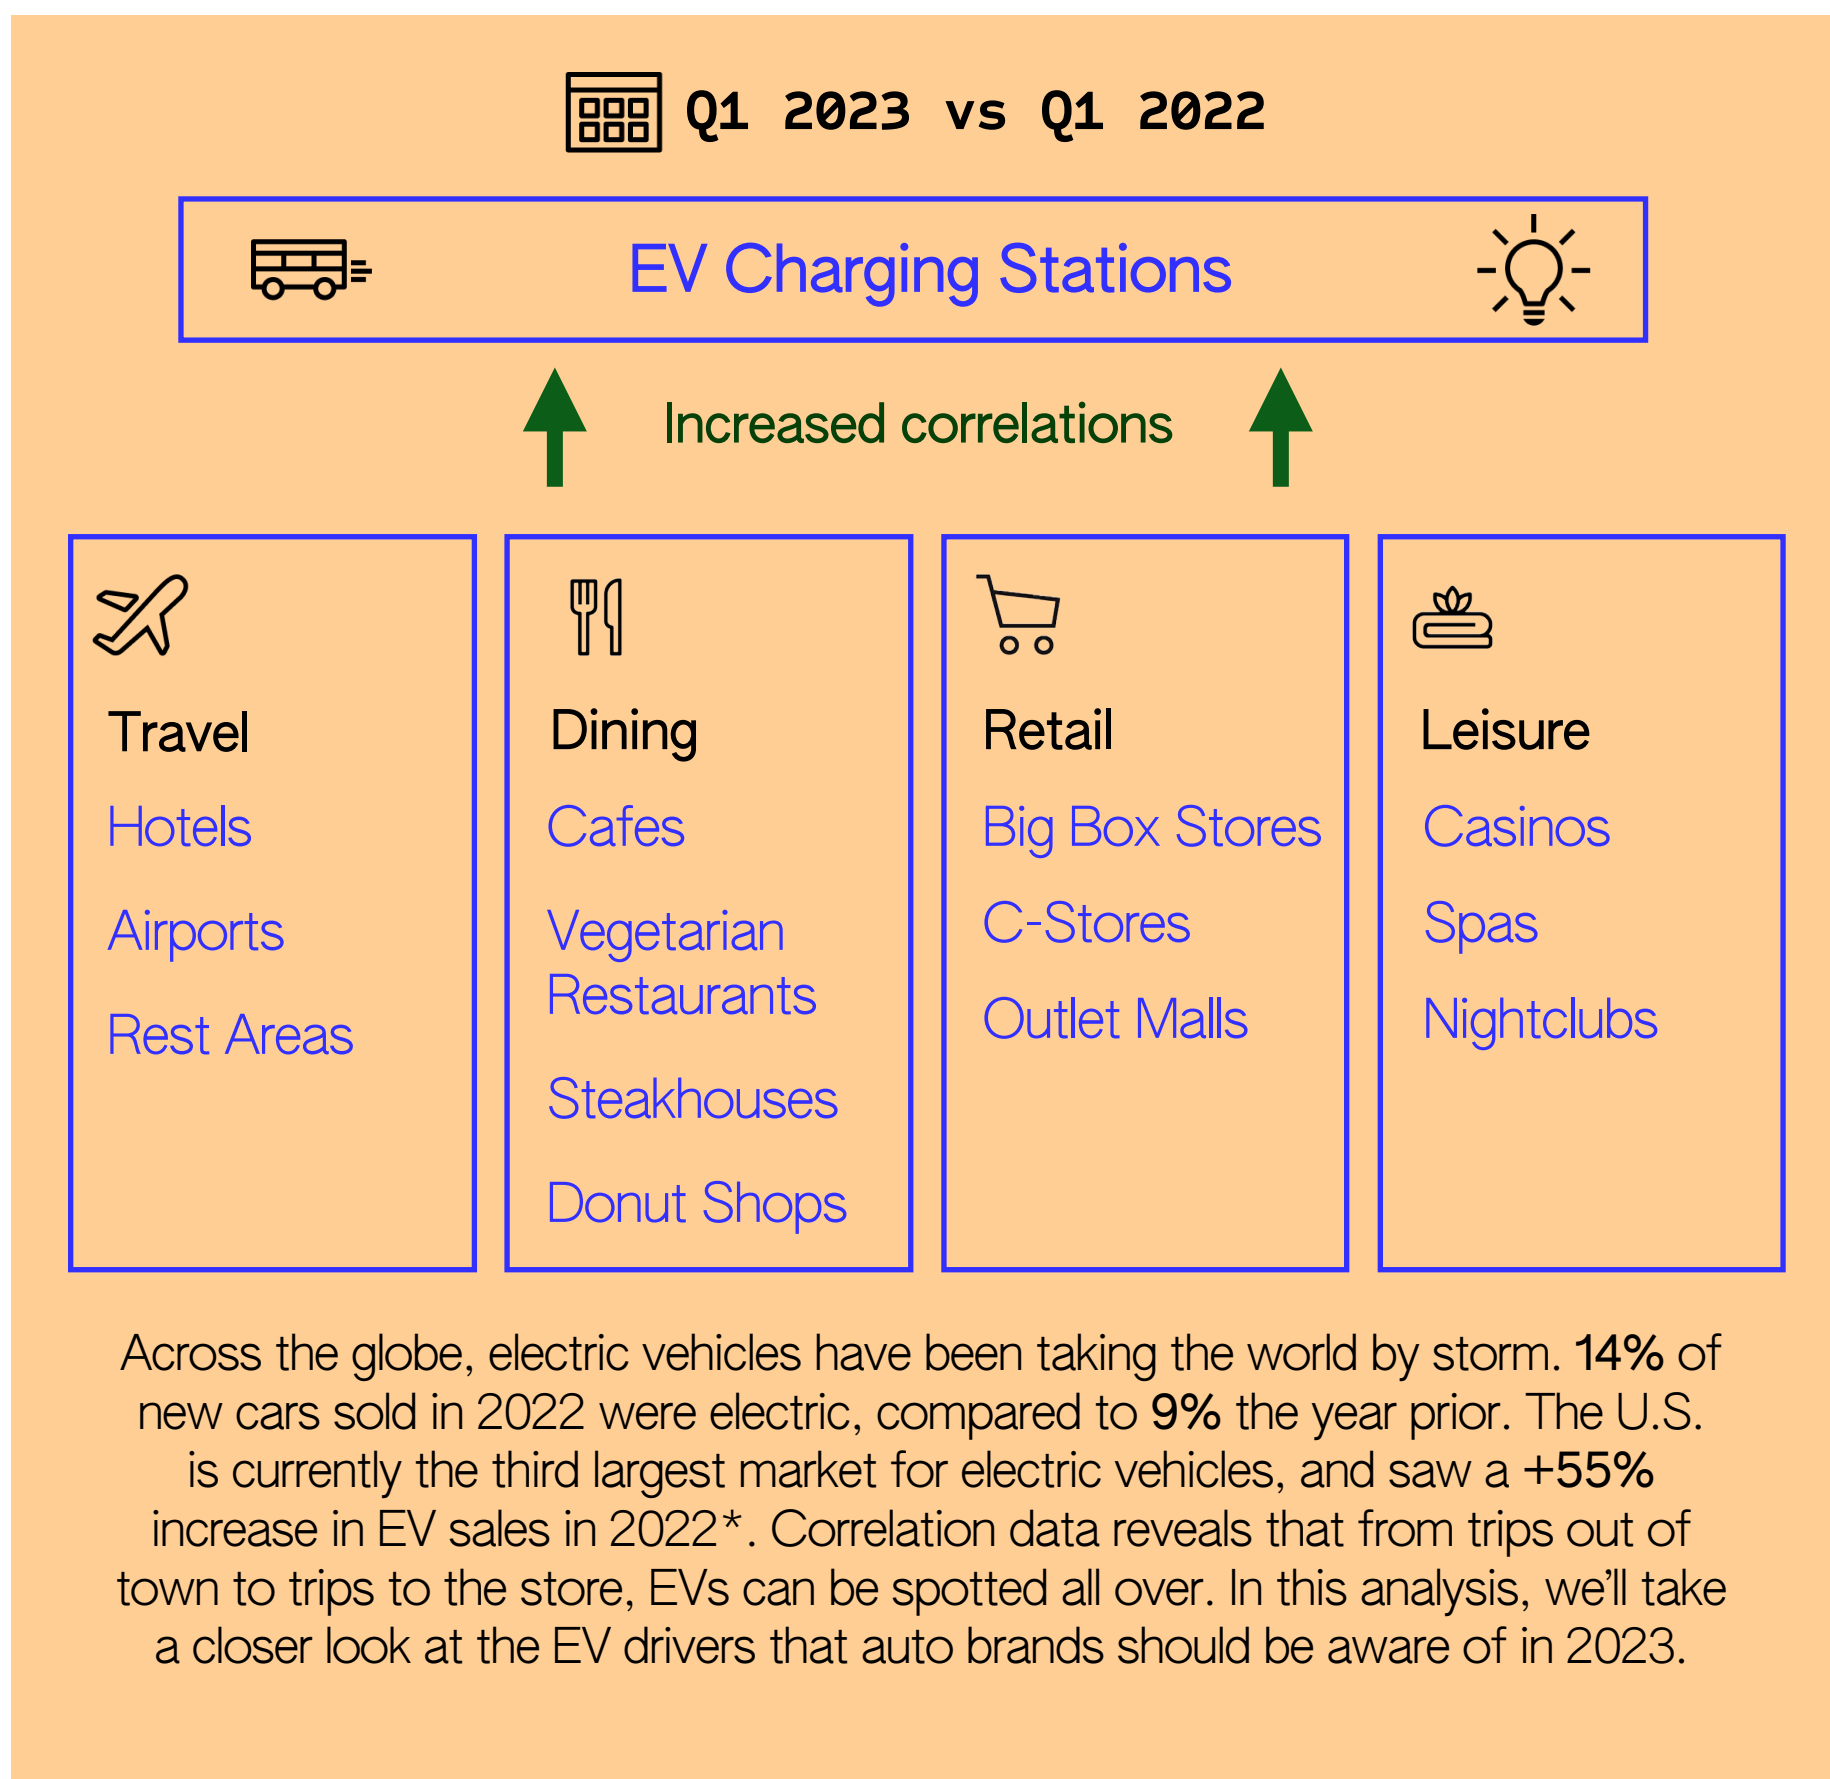 Q1 2023 vs Q1 2022
EV Charging Stations
Increased correlations
Travel
Hotels
Airports
Rest Areas
Dining
Cafes
Vegetarian
Restaurants
Steakhouses
Donut Shops
Retail
Big Box Stores
C-Stores
Outlet Malls
Leisure
Casinos
Spas
Nightclubs
Across the globe, electric vehicles have been taking the world by storm. 14% of
new cars sold in 2022 were electric, compared to 9% the year prior. The U.S.
is currently the third largest market for electric vehicles, and saw a +55%
increase in EV sales in 2022*. Correlation data reveals that from trips out of
town to trips to the store, EVs can be spotted all over. In this analysis, we’ll take
a closer look at the EV drivers that auto brands should be aware of in 2023.